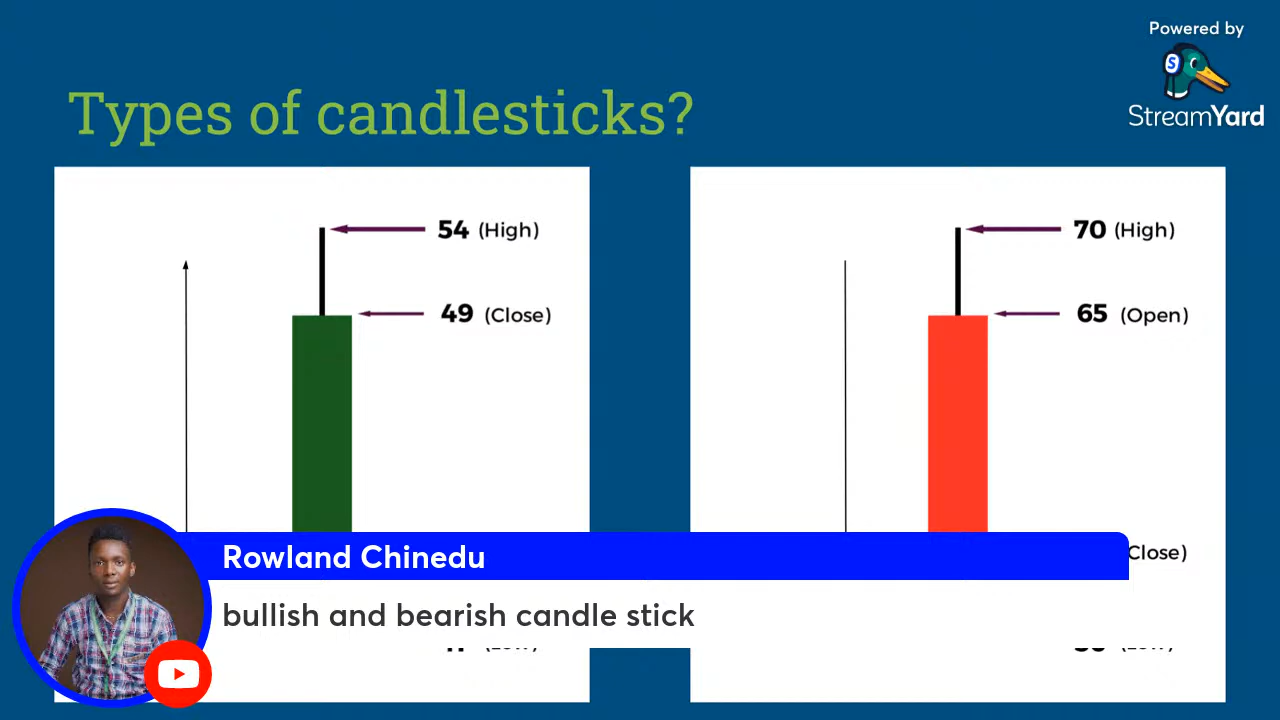 Powered by
S
StreamYard
Types of candlesticks?
54 (High)
49 (Close)
70 (High)
65 (Open)
Close)
Rowland Chinedu
bullish and bearish candle stick